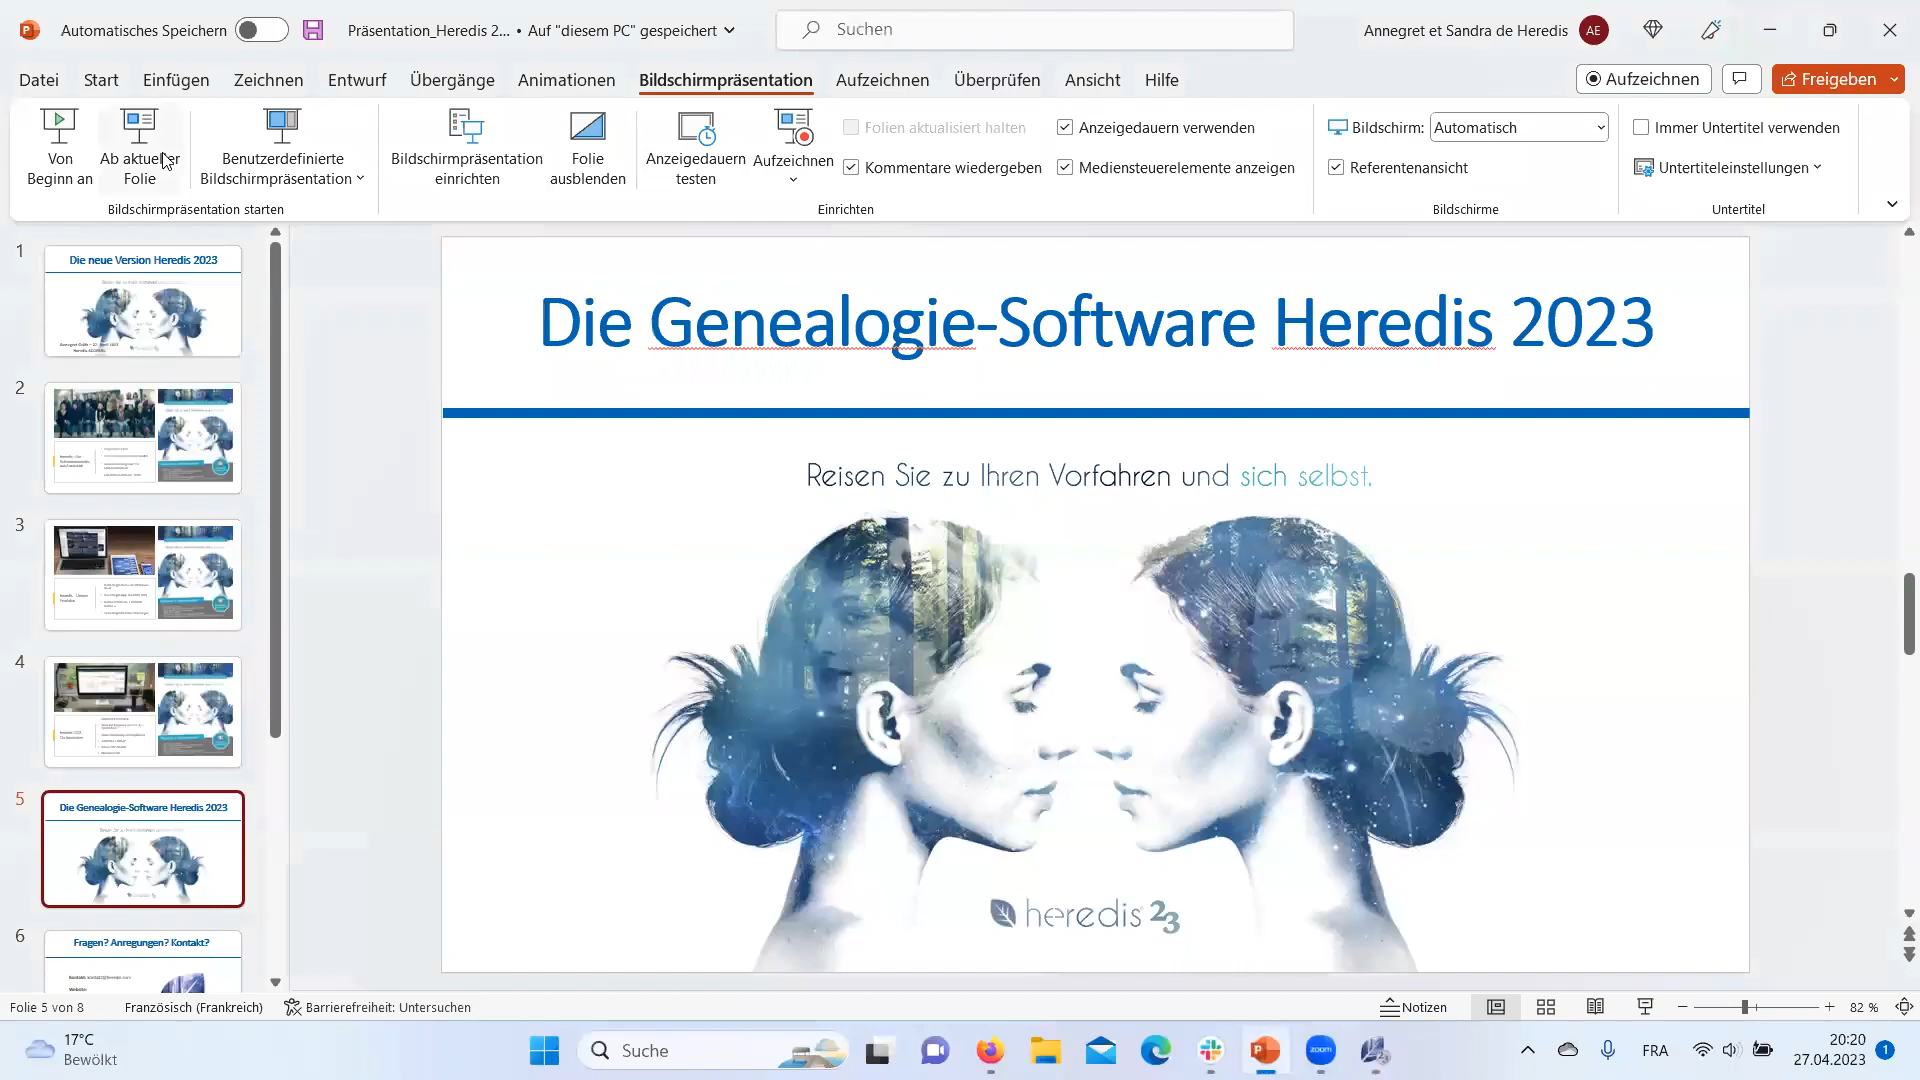 Automatisches Speichern
Präsentation_Heredis 2... • Auf "diesem PC" gespeichert
Suchen
Annegret et Sandra de Heredis AE
Datei Start Einfügen Zeichnen Entwurf Übergänge Animationen Bildschirmpräsentation Aufzeichnen Überprüfen Ansicht Hilfe
Aufzeichnen Freigeben
Von Beginn an
Ab aktueller Folie
Benutzerdefinierte Bildschirmpräsentation
Bildschirmpräsentation starten
Bildschirmpräsentation einrichten
Folie ausblenden
Anzeigedauern testen
Aufzeichnen
Folien aktualisiert halten
Kommentare wiedergeben
Anzeigedauern verwenden
Mediensteuerelemente anzeigen
Einrichten
Bildschirm: Automatisch
Referentenansicht
Bildschirme
Immer Untertitel verwenden
Untertiteleinstellungen
Untertitel
1
Die neue Version Heredis 2023
2
3
4
5
Die Genealogie-Software Heredis 2023
6
Fragen? Anregungen? Kontakt?
Die Genealogie-Software Heredis 2023
Reisen Sie zu Ihren Vorfahren und sich selbst.
heredis 23
Folie 5 von 8
Französisch (Frankreich)
Barrierefreiheit: Untersuchen
Notizen
82 %
17°C
Bewölkt
Suche
zoom
FRA
20:20
27.04.2023
1